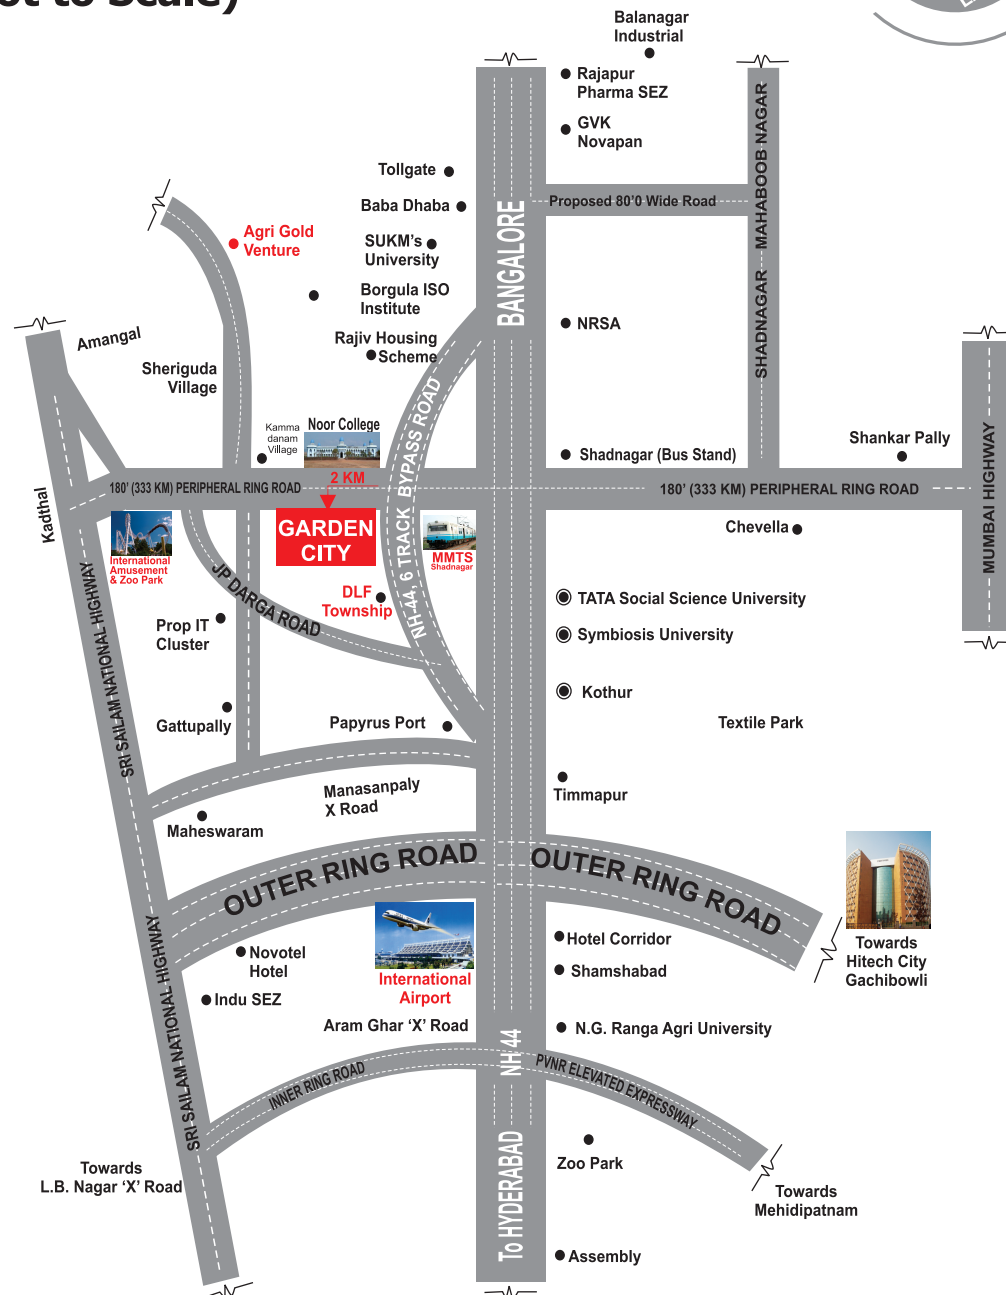 ot to Scale)
Balanagar
Industrial
Rajapur
Pharma SEZ
GVK
Novapan
Tollgate
Baba Dhaba
Proposed 80'0 Wide Road
SHADNAGAR MAHABOOB NAGAR
BANGALORE
Agri Gold
Venture
SUKM's
University
Borgula ISO
Institute
NRSA
Rajiv Housing
Scheme
Amangal
Sheriguda
Village
Kamma
danam
Village
Noor College
Shadnagar (Bus Stand)
Shankar Pally
MUMBAI HIGHWAY
180' (333 KM) PERIPHERAL RING ROAD
2 KM
180' (333 KM) PERIPHERAL RING ROAD
Kadthal
NH-44, 6 TRACK BYPASS ROAD
GARDEN
CITY
Chevella
International
Amusement
& Zoo Park
MMTS
Shadnagar
JP DARGA ROAD
DLF
Township
TATA Social Science University
Prop IT
Cluster
Symbiosis University
SRI SAILAM NATIONAL HIGHWAY
Kothur
Gattupally
Papyrus Port
Textile Park
Manasanpaly
X Road
Timmapur
Maheswaram
OUTER RING ROAD
OUTER RING ROAD
SRI SAILAM NATIONAL HIGHWAY
Novotel
Hotel
Indu SEZ
International
Airport
Hotel Corridor
Shamshabad
Towards
Hitech City
Gachibowli
Aram Ghar 'X' Road
N.G. Ranga Agri University
NH 44
INNER RING ROAD
PVNR ELEVATED EXPRESSWAY
Towards
L.B. Nagar 'X' Road
To HYDERABAD
Zoo Park
Towards
Mehidipatnam
Assembly